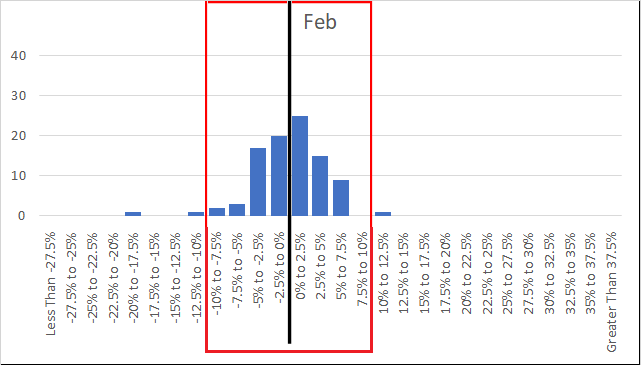 Feb
40
30
20
10
0
Less Than -27.5%
-27.5% to -25%
-25% to -22.5%
-22.5% to -20%
-20% to -17.5%
-17.5% to -15%
-15% to -12.5%
-12.5% to -10%
-10% to -7.5%
-7.5% to -5%
-5% to -2.5%
-2.5% to 0%
0% to 2.5%
2.5% to 5%
5% to 7.5%
7.5% to 10%
10% to 12.5%
12.5% to 15%
15% to 17.5%
17.5% to 20%
20% to 22.5%
22.5% to 25%
25% to 27.5%
27.5% to 30%
30% to 32.5%
32.5% to 35%
35% to 37.5%
Greater Than 37.5%